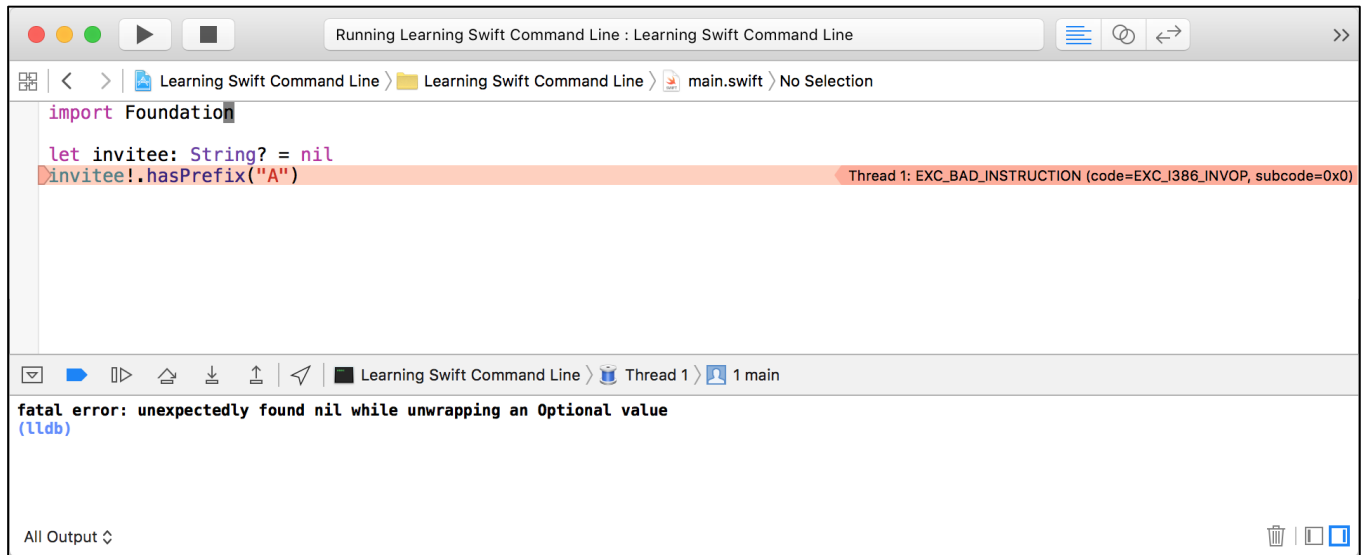 Running Learning Swift Command Line : Learning Swift Command Line
Learning Swift Command Line Learning Swift Command Line main.swift No Selection
import Foundation
let invitee: String? = nil
invitee!.hasPrefix("A") Thread 1: EXC_BAD_INSTRUCTION (code=EXC_I386_INVOP, subcode=0x0)
Learning Swift Command Line Thread 1 1 main
fatal error: unexpectedly found nil while unwrapping an Optional value
(lldb)
All Output